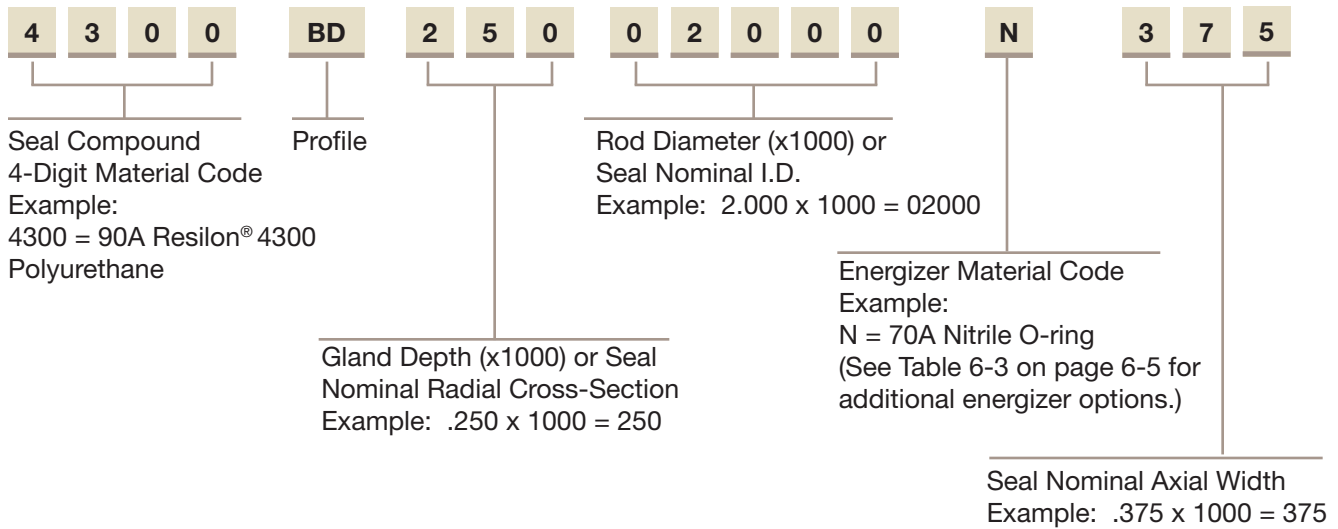 4 3 0 0 BD 2 5 0 0 2 0 0 0 N 3 7 5
Seal Compound
4-Digit Material Code
Example:
4300 = 90A Resilon® 4300
Polyurethane
Profile
Rod Diameter (x1000) or
Seal Nominal I.D.
Example: 2.000 x 1000 = 02000
Gland Depth (x1000) or Seal
Nominal Radial Cross-Section
Example: .250 x 1000 = 250
Energizer Material Code
Example:
N = 70A Nitrile O-ring
(See Table 6-3 on page 6-5 for
additional energizer options.)
Seal Nominal Axial Width
Example: .375 x 1000 = 375